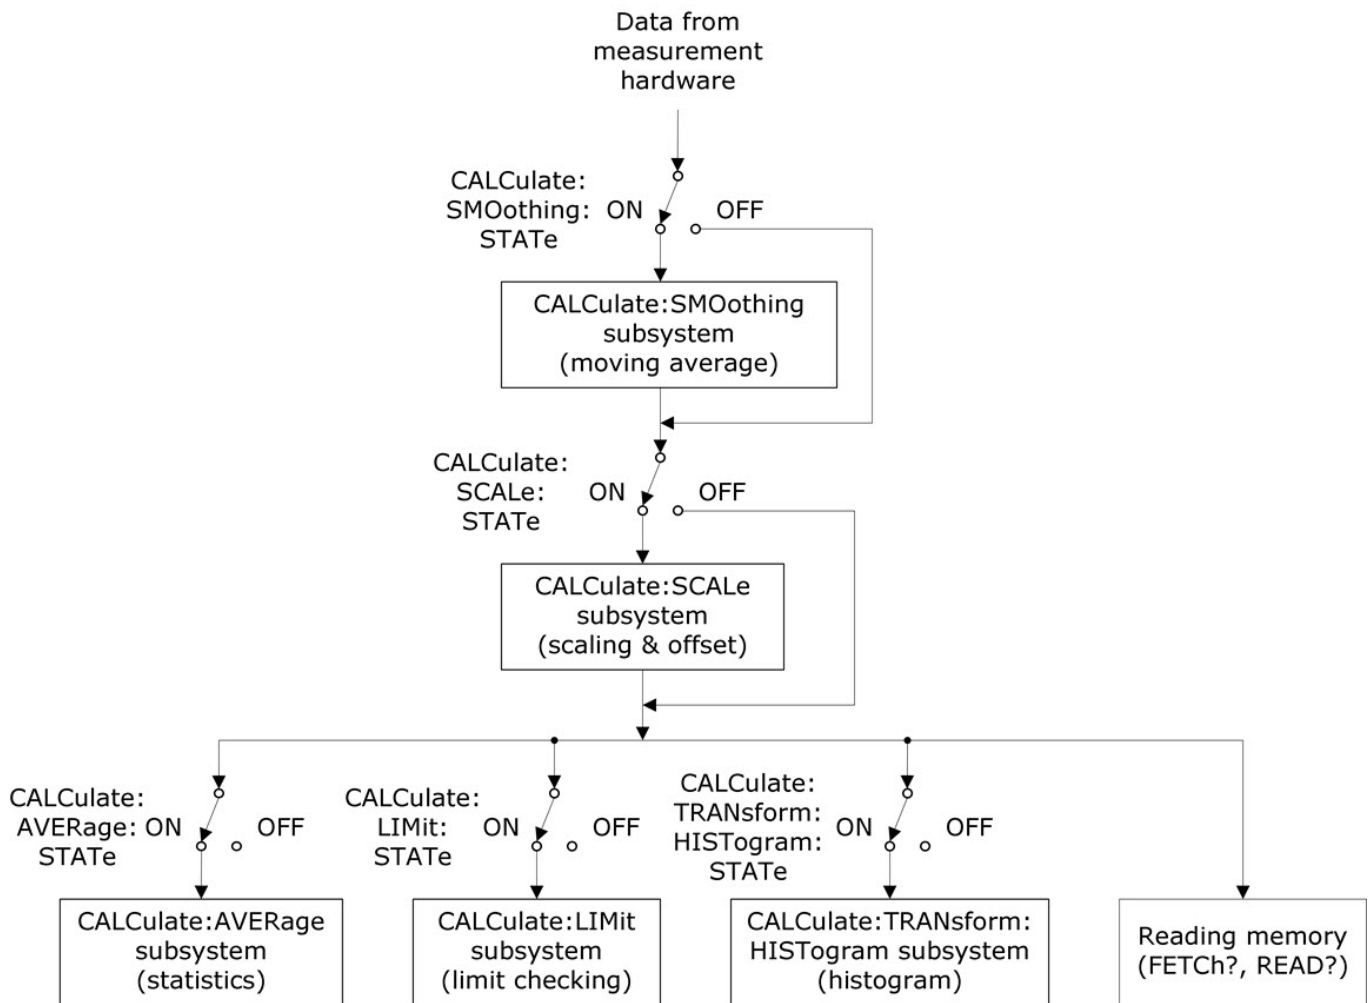 Data from
measurement
hardware
CALCulate:
SMOothing:
STATe
ON
OFF
CALCulate:SMOothing
subsystem
(moving average)
CALCulate:
SCALe:
STATe
ON
OFF
CALCulate:SCALe
subsystem
(scaling & offset)
CALCulate:
AVERage:
STATe
ON
OFF
CALCulate:
LIMit:
STATe
ON
OFF
CALCulate:
TRANsform:
HISTogram:
STATe
ON
OFF
CALCulate:AVERage
subsystem
(statistics)
CALCulate:LIMit
subsystem
(limit checking)
CALCulate:TRANsform:
HISTogram subsystem
(histogram)
Reading memory
(FETCh?, READ?)